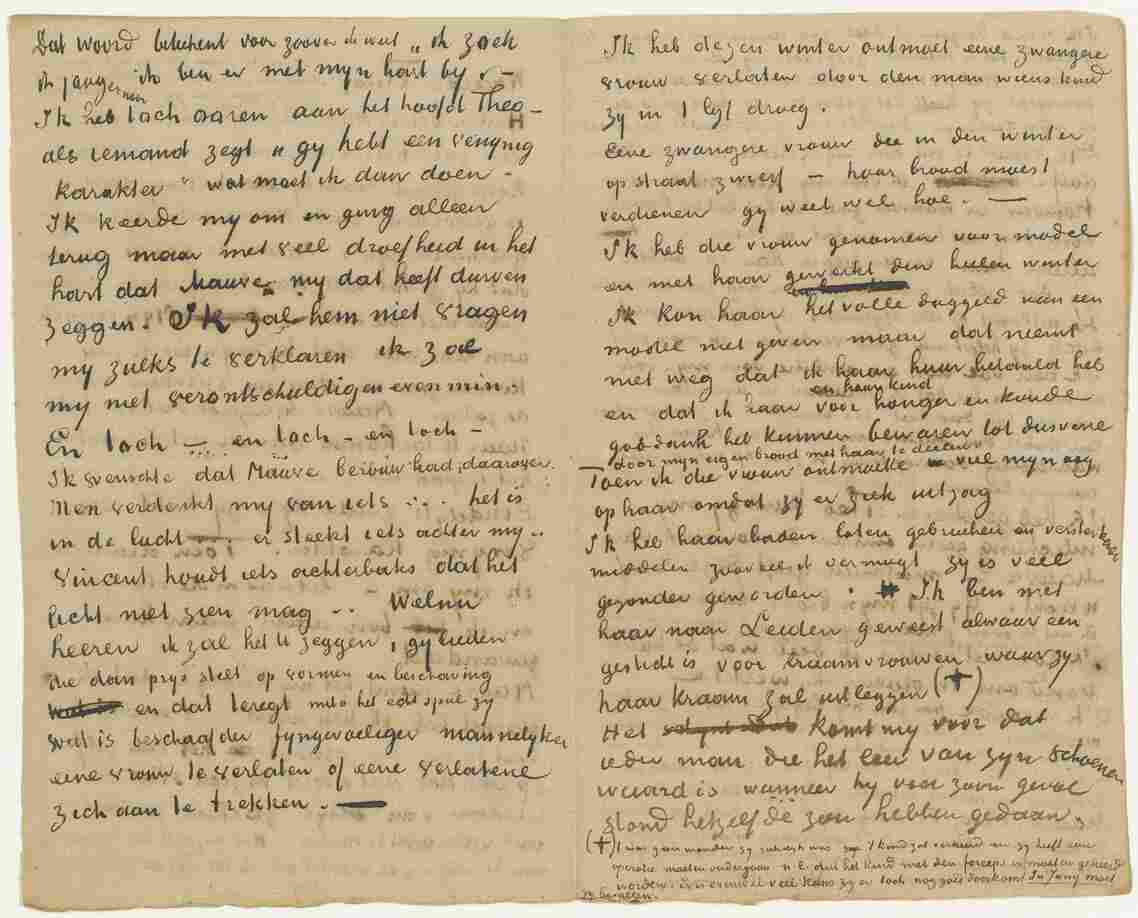 Dat woord beteekent voor zoover ik weet „ik zoek
ik jaag er naar ik ben er met myn hart by. —
Ik heb toch ooren aan het hoofd Theo —
als iemand zegt „gy hebt een venynig
karakter" wat moet ik dan doen —
Ik keerde my om en ging alleen
terug maar met veel droefheid in het
hart dat Mauve my dat heeft durven
zeggen. Ik zal hem niet vragen
my zulks te verklaren ik zal
my niet verontschuldigen evenmin.
En toch — en toch — en toch —
Ik wenschte dat Mauve berouw had daarover.
Men verdenkt my van iets ... het is
in de lucht — er steekt iets achter my ..
Vincent houdt iets achterbaks dat het
licht niet zien mag .. Welnu
heeren ik zal het U zeggen, gylieden
die dan prys stelt op vormen en beschaving
en dat teregt mits het echt spul zy
wat is beschaafder fyngevoeliger mannelyker
eene vrouw te verlaten of eene verlatene
zich aan te trekken. —
Ik heb dezen winter ontmoet eene zwangere
vrouw verlaten door den man wiens kind
zy in 't lyf droeg.
Eene zwangere vrouw die in den winter
op straat zwierf — haar brood moest
verdienen gy weet wel hoe. —
Ik heb die vrouw genomen voor model
en met haar gewerkt den heelen winter
Ik kon haar het volle daggeld van een
model niet geven maar dat neemt
niet weg dat ik haar huur betaald heb
en dat ik haar en haar kind voor honger en koude
goddank heb kunnen bewaren tot dusverre
door myn eigen brood met haar te deelen
— Toen ik die vrouw ontmoette viel myn oog
op haar omdat zy er ziek uitzag
Ik heb haar baden laten gebruiken en versterkende
middelen zooveel ik vermogt zy is veel
gezonder geworden. Ik ben met
haar naar Leiden geweest alwaar een
gesticht is voor kraamvrouwen waar zy
haar kraam zal uitleggen (+)
Het komt my voor dat
ieder man die het leer van zyn schoenen
waard is wanneer hy voor zoon geval
stond hetzelfde zou hebben gedaan.
(+) zy ziek was 't kind zat verkeerd en zy heeft eene
operatie moeten ondergaan n.l. dat het kind met den forceps is moeten gekeerd
worden. er is evenwel veel kans zy er toch nog goed doorkomt In Juny moet
zy bevallen.